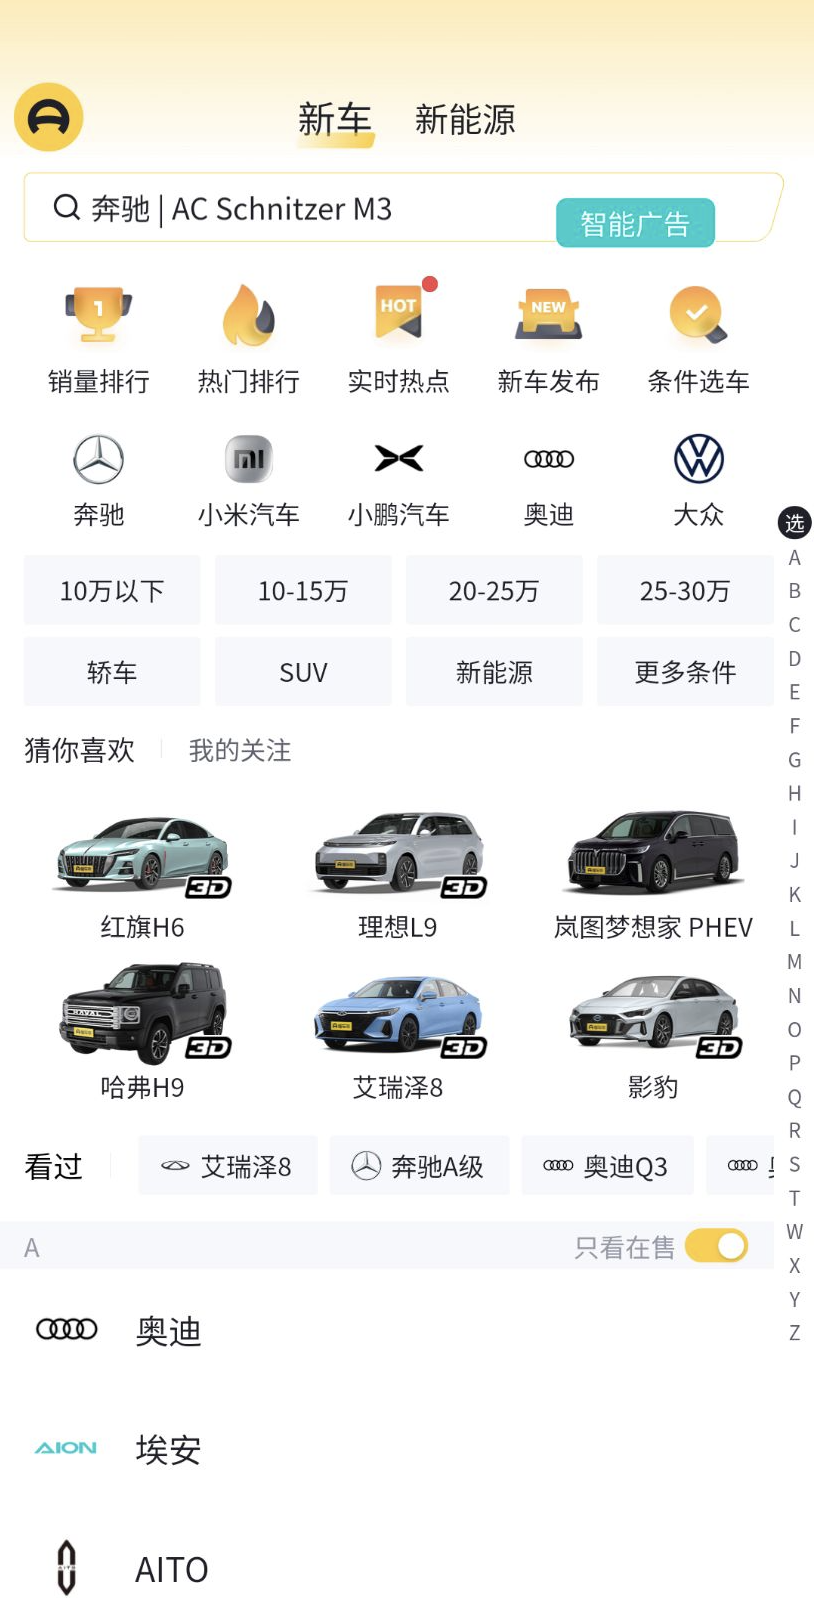 新车 新能源
奔驰 | AC Schnitzer M3
智能广告
1 HOT NEW
销量排行 热门排行 实时热点 新车发布 条件选车
奔驰 小米汽车 小鹏汽车 奥迪 大众
10万以下 10-15万 20-25万 25-30万
轿车 SUV 新能源 更多条件
猜你喜欢 我的关注
3D 3D
红旗H6 理想L9 岚图梦想家 PHEV
HAVAL
3D 3D 3D
哈弗H9 艾瑞泽8 影豹
看过 艾瑞泽8 奔驰A级 奥迪Q3
A 只看在售
奥迪
AION 埃安
AITO
选
A
B
C
D
E
F
G
H
I
J
K
L
M
N
O
P
Q
R
S
T
W
X
Y
Z